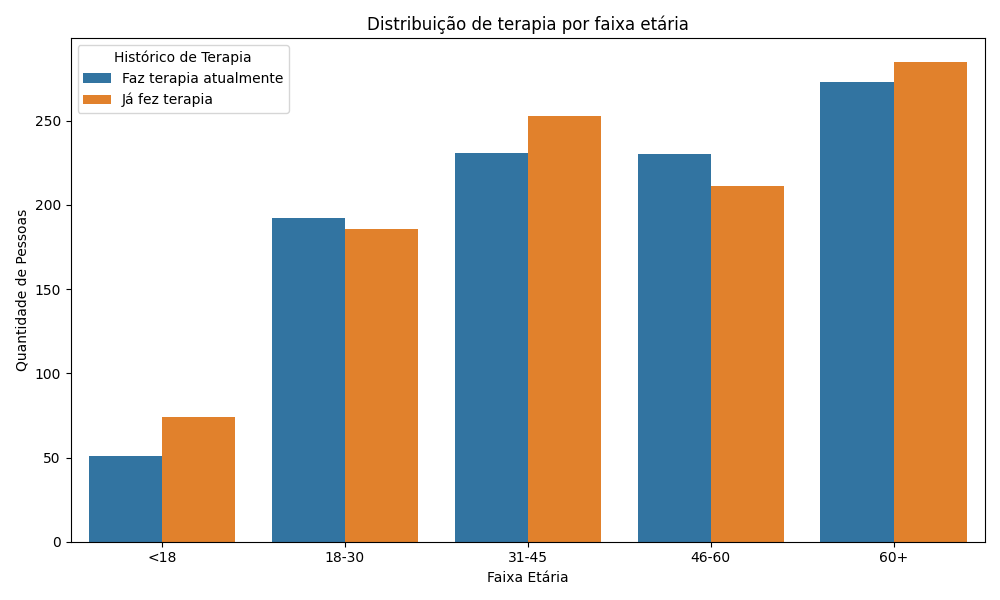 Distribuição de terapia por faixa etária
Histórico de Terapia
Faz terapia atualmente
Já fez terapia
Quantidade de Pessoas
250
200
150
100
50
0
<18
18-30
31-45
46-60
60+
Faixa Etária